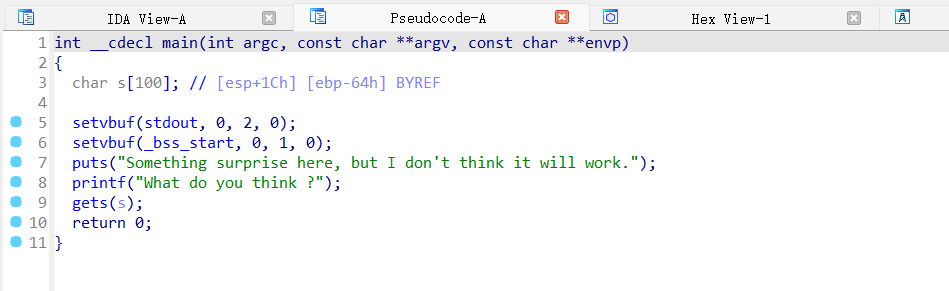 IDA View-A Pseudocode-A Hex View-1 A
1 int __cdecl main(int argc, const char **argv, const char **envp)
2 {
3 char s[100]; // [esp+1Ch] [ebp-64h] BYREF
4
5 setvbuf(stdout, 0, 2, 0);
6 setvbuf(_bss_start, 0, 1, 0);
7 puts("Something surprise here, but I don't think it will work.");
8 printf("What do you think ?");
9 gets(s);
10 return 0;
11 }